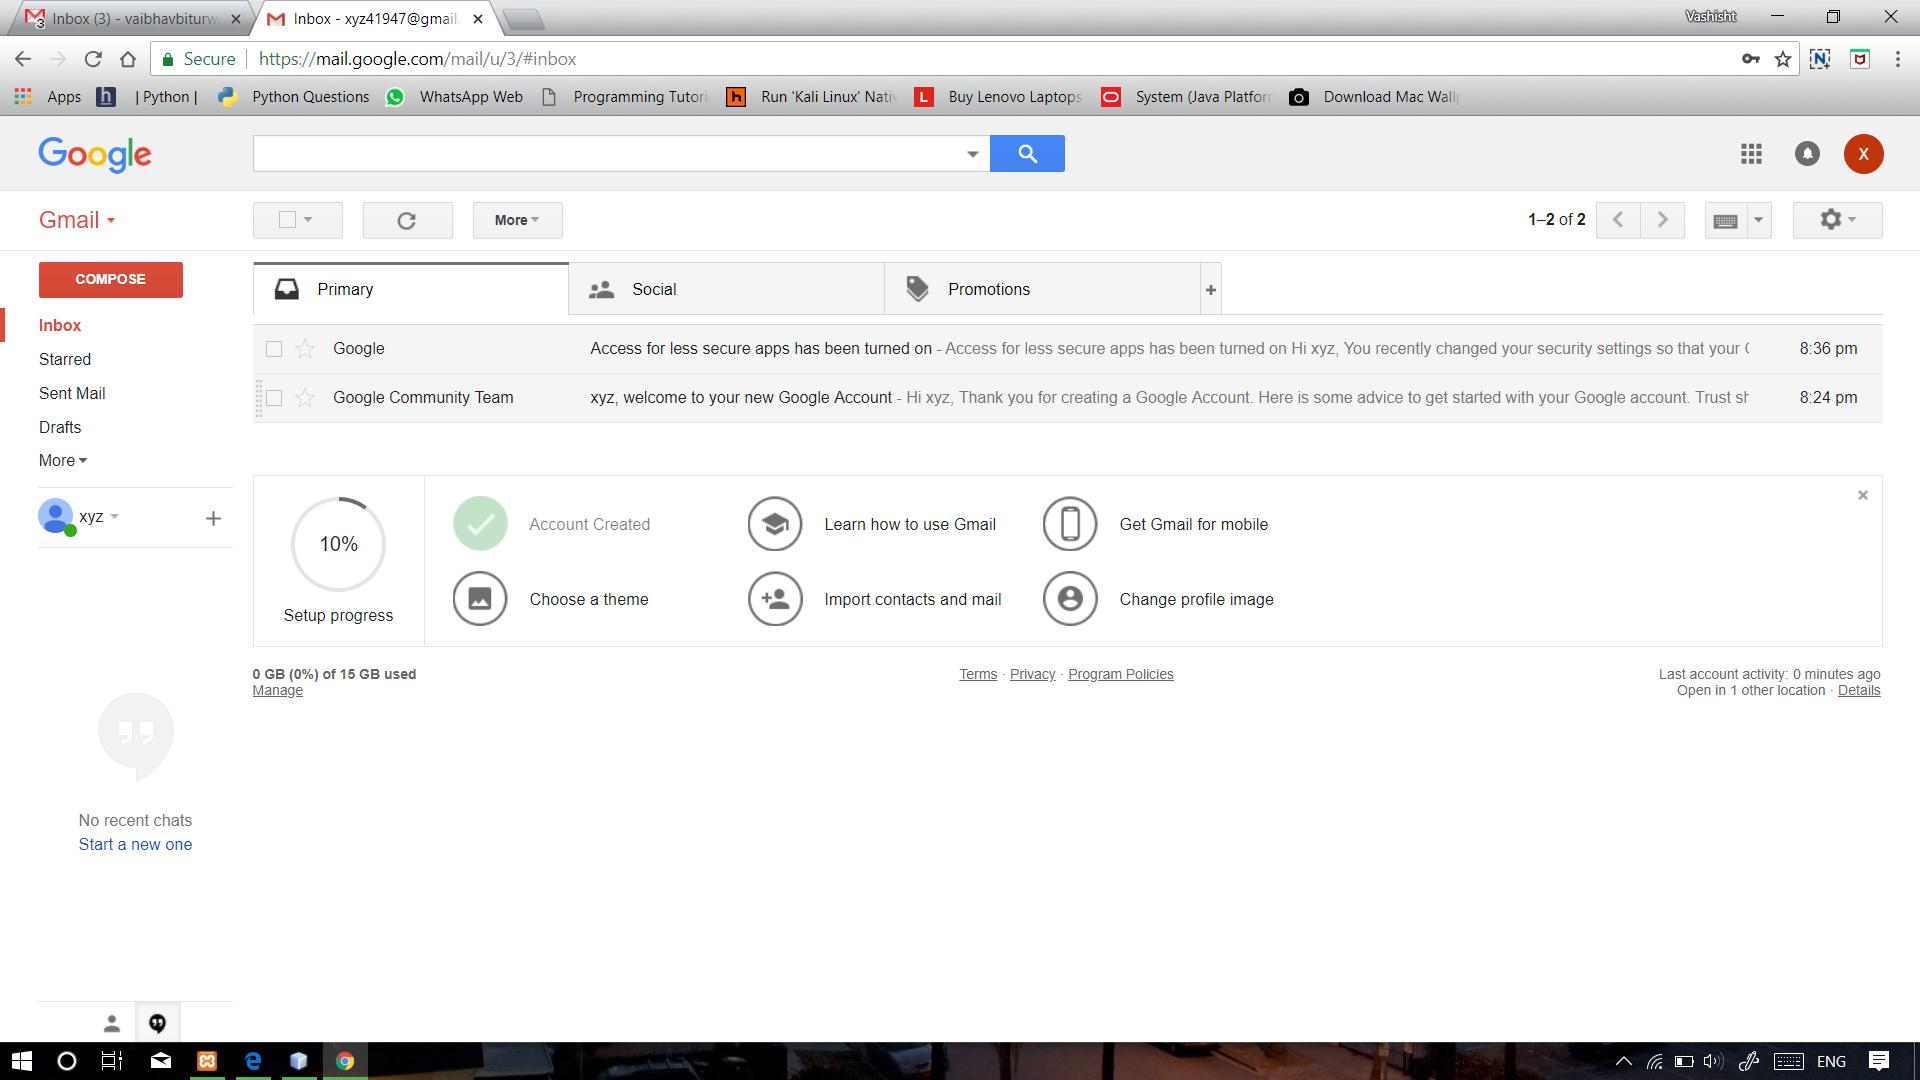 Inbox (3) - vaibhavbiturw
Inbox - xyz41947@gmail.
Vashisht
Secure
https://mail.google.com/mail/u/3/#inbox
Apps
| Python |
Python Questions
WhatsApp Web
Programming Tutori
Run 'Kali Linux' Nativ
Buy Lenovo Laptops
System (Java Platform
Download Mac Wallp
Google
X
Gmail
More
1–2 of 2
COMPOSE
Inbox
Starred
Sent Mail
Drafts
More
xyz
Primary
Social
Promotions
Google
Access for less secure apps has been turned on - Access for less secure apps has been turned on Hi xyz, You recently changed your security settings so that your
8:36 pm
Google Community Team
xyz, welcome to your new Google Account - Hi xyz, Thank you for creating a Google Account. Here is some advice to get started with your Google account. Trust sh
8:24 pm
10%
Setup progress
Account Created
Learn how to use Gmail
Get Gmail for mobile
Choose a theme
Import contacts and mail
Change profile image
0 GB (0%) of 15 GB used
Manage
Terms · Privacy · Program Policies
Last account activity: 0 minutes ago
Open in 1 other location · Details
No recent chats
Start a new one
ENG